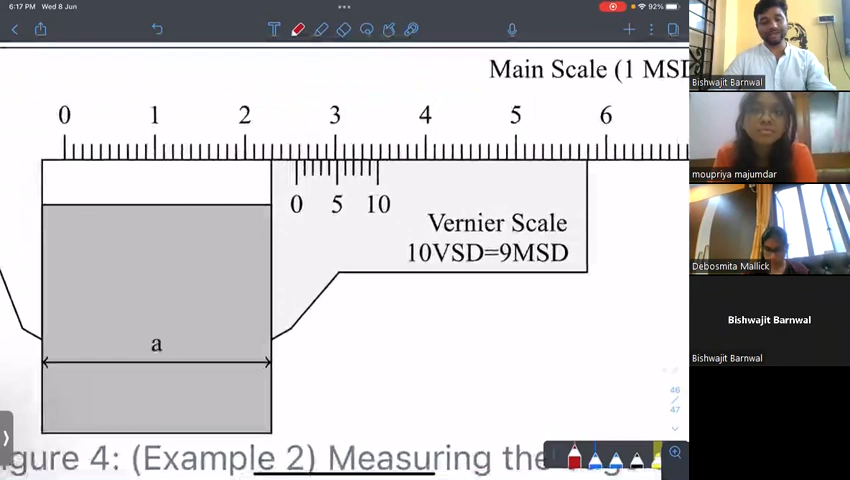 6:17 PM Wed 8 Jun
92%
T
Main Scale (1 MSD
0 1 2 3 4 5 6
0 5 10
Vernier Scale
10VSD=9MSD
a
gure 4: (Example 2) Measuring the
46
/
47
Bishwajit Barnwal
moupriya majumdar
Debosmita Mallick
Bishwajit Barnwal
Bishwajit Barnwal